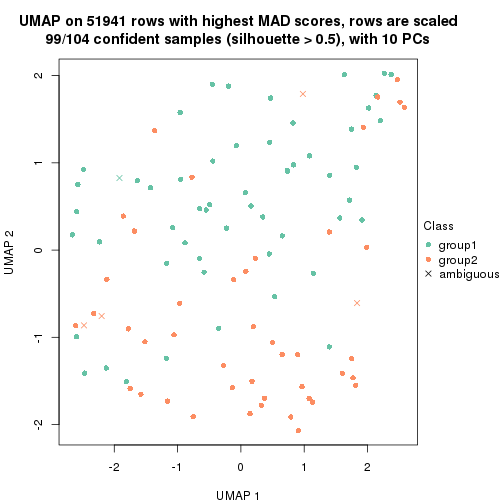 UMAP on 51941 rows with highest MAD scores, rows are scaled
99/104 confident samples (silhouette > 0.5), with 10 PCs
2
1
0
-1
-2
UMAP 2
-2
-1
0
1
2
UMAP 1
Class
group1
group2
ambiguous